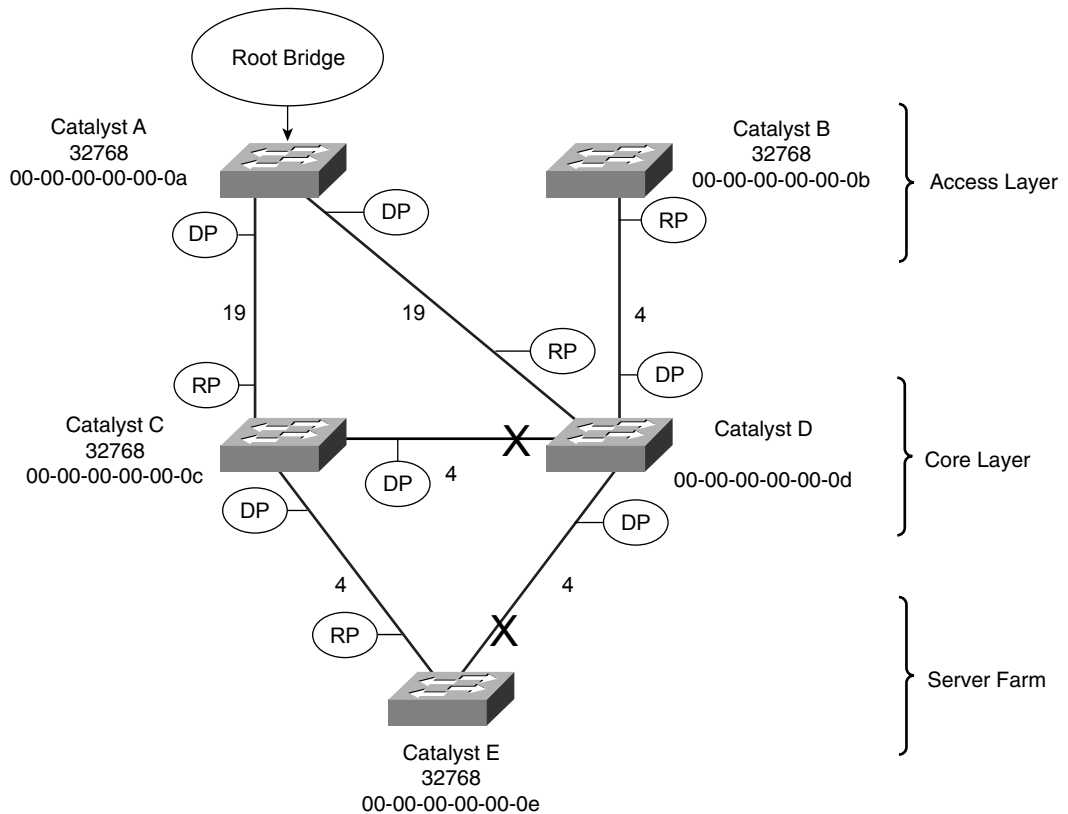 Root Bridge
Catalyst A
32768
00-00-00-00-00-0a
Catalyst B
32768
00-00-00-00-00-0b
Access Layer
DP
DP
RP
19
19
4
RP
RP
DP
Catalyst C
32768
00-00-00-00-00-0c
X
Catalyst D
00-00-00-00-00-0d
Core Layer
DP
4
DP
DP
4
4
RP
X
Server Farm
Catalyst E
32768
00-00-00-00-00-0e